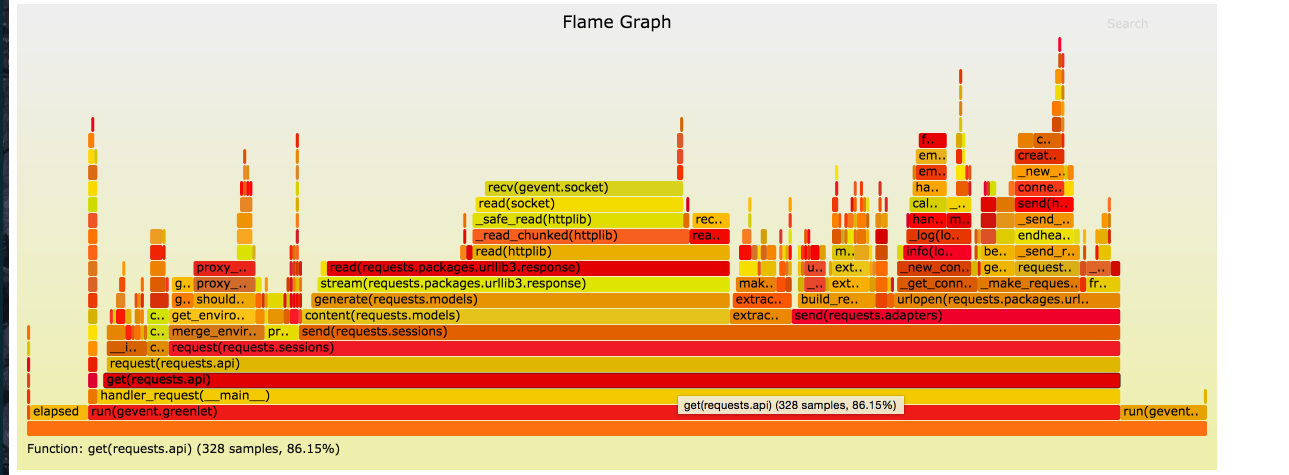 Flame Graph
Search
f.. c..
em.. creat..
em.. _new_..
recv(gevent.socket) ha.. conne..
read(socket) cal.. send(h..
_safe_read(httplib) rec.. han.. m.. _send_..
_read_chunked(httplib) rea.. _log(lo.. endhea..
read(httplib) m.. info(lo.. be.. _send_r..
proxy_.. read(requests.packages.urllib3.response) u.. ext.. _new_con.. ge.. request.. _..
g.. proxy_.. stream(requests.packages.urllib3.response) mak.. _.. ext.. _get_conn.. _make_reques.. fr..
g.. should.. generate(requests.models) extrac.. build_re.. urlopen(requests.packages.url..
c.. get_enviro.. content(requests.models) extrac.. send(requests.adapters)
c.. merge_envir.. pr.. send(requests.sessions)
__i.. c.. request(requests.sessions)
request(requests.api)
get(requests.api)
handler_request(__main__)
get(requests.api) (328 samples, 86.15%)
elapsed run(gevent.greenlet) run(gevent..
Function: get(requests.api) (328 samples, 86.15%)